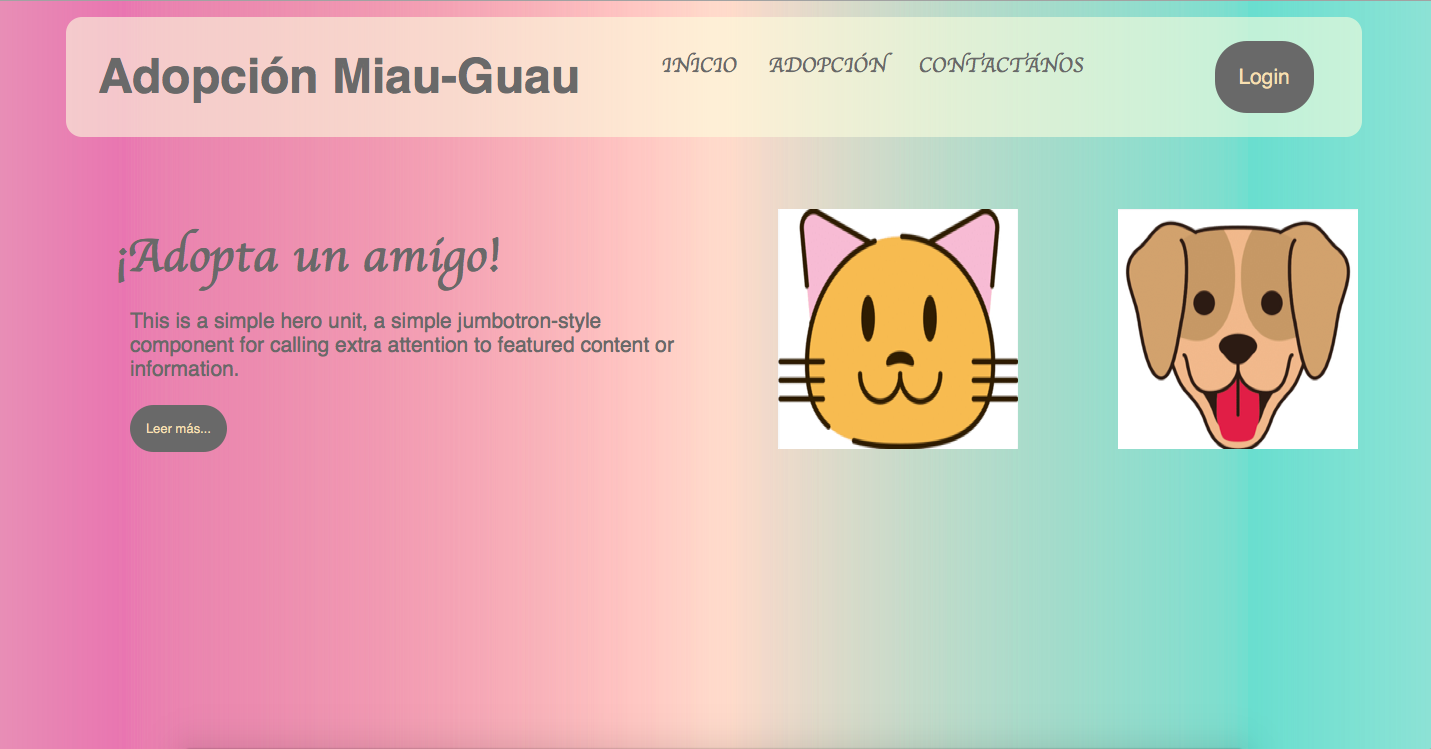 Adopción Miau-Guau
INICIO
ADOPCIÓN
CONTACTÁNOS
Login
¡Adopta un amigo!
This is a simple hero unit, a simple jumbotron-style
component for calling extra attention to featured content or
information.
Leer más...